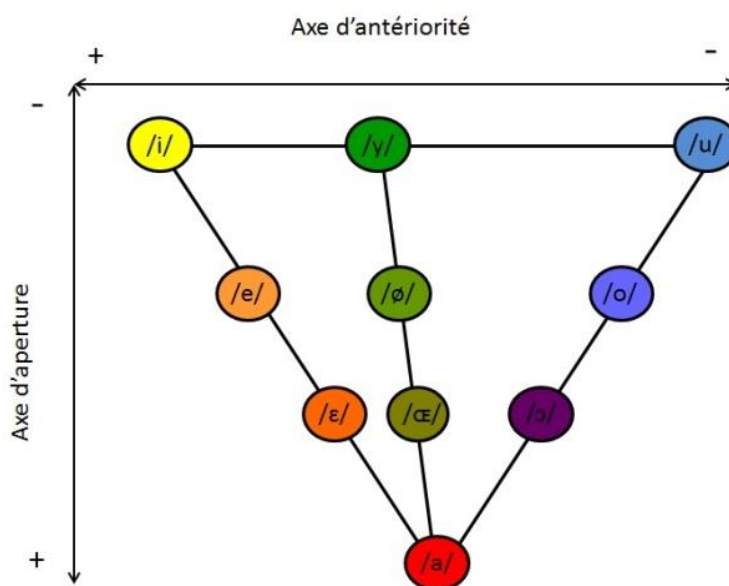 Axe d’antériorité
+ -
-
/i/ /y/ /u/
/e/ /ø/ /o/
Axe d’aperture
/ɛ/ /œ/ /ɔ/
+
/a/